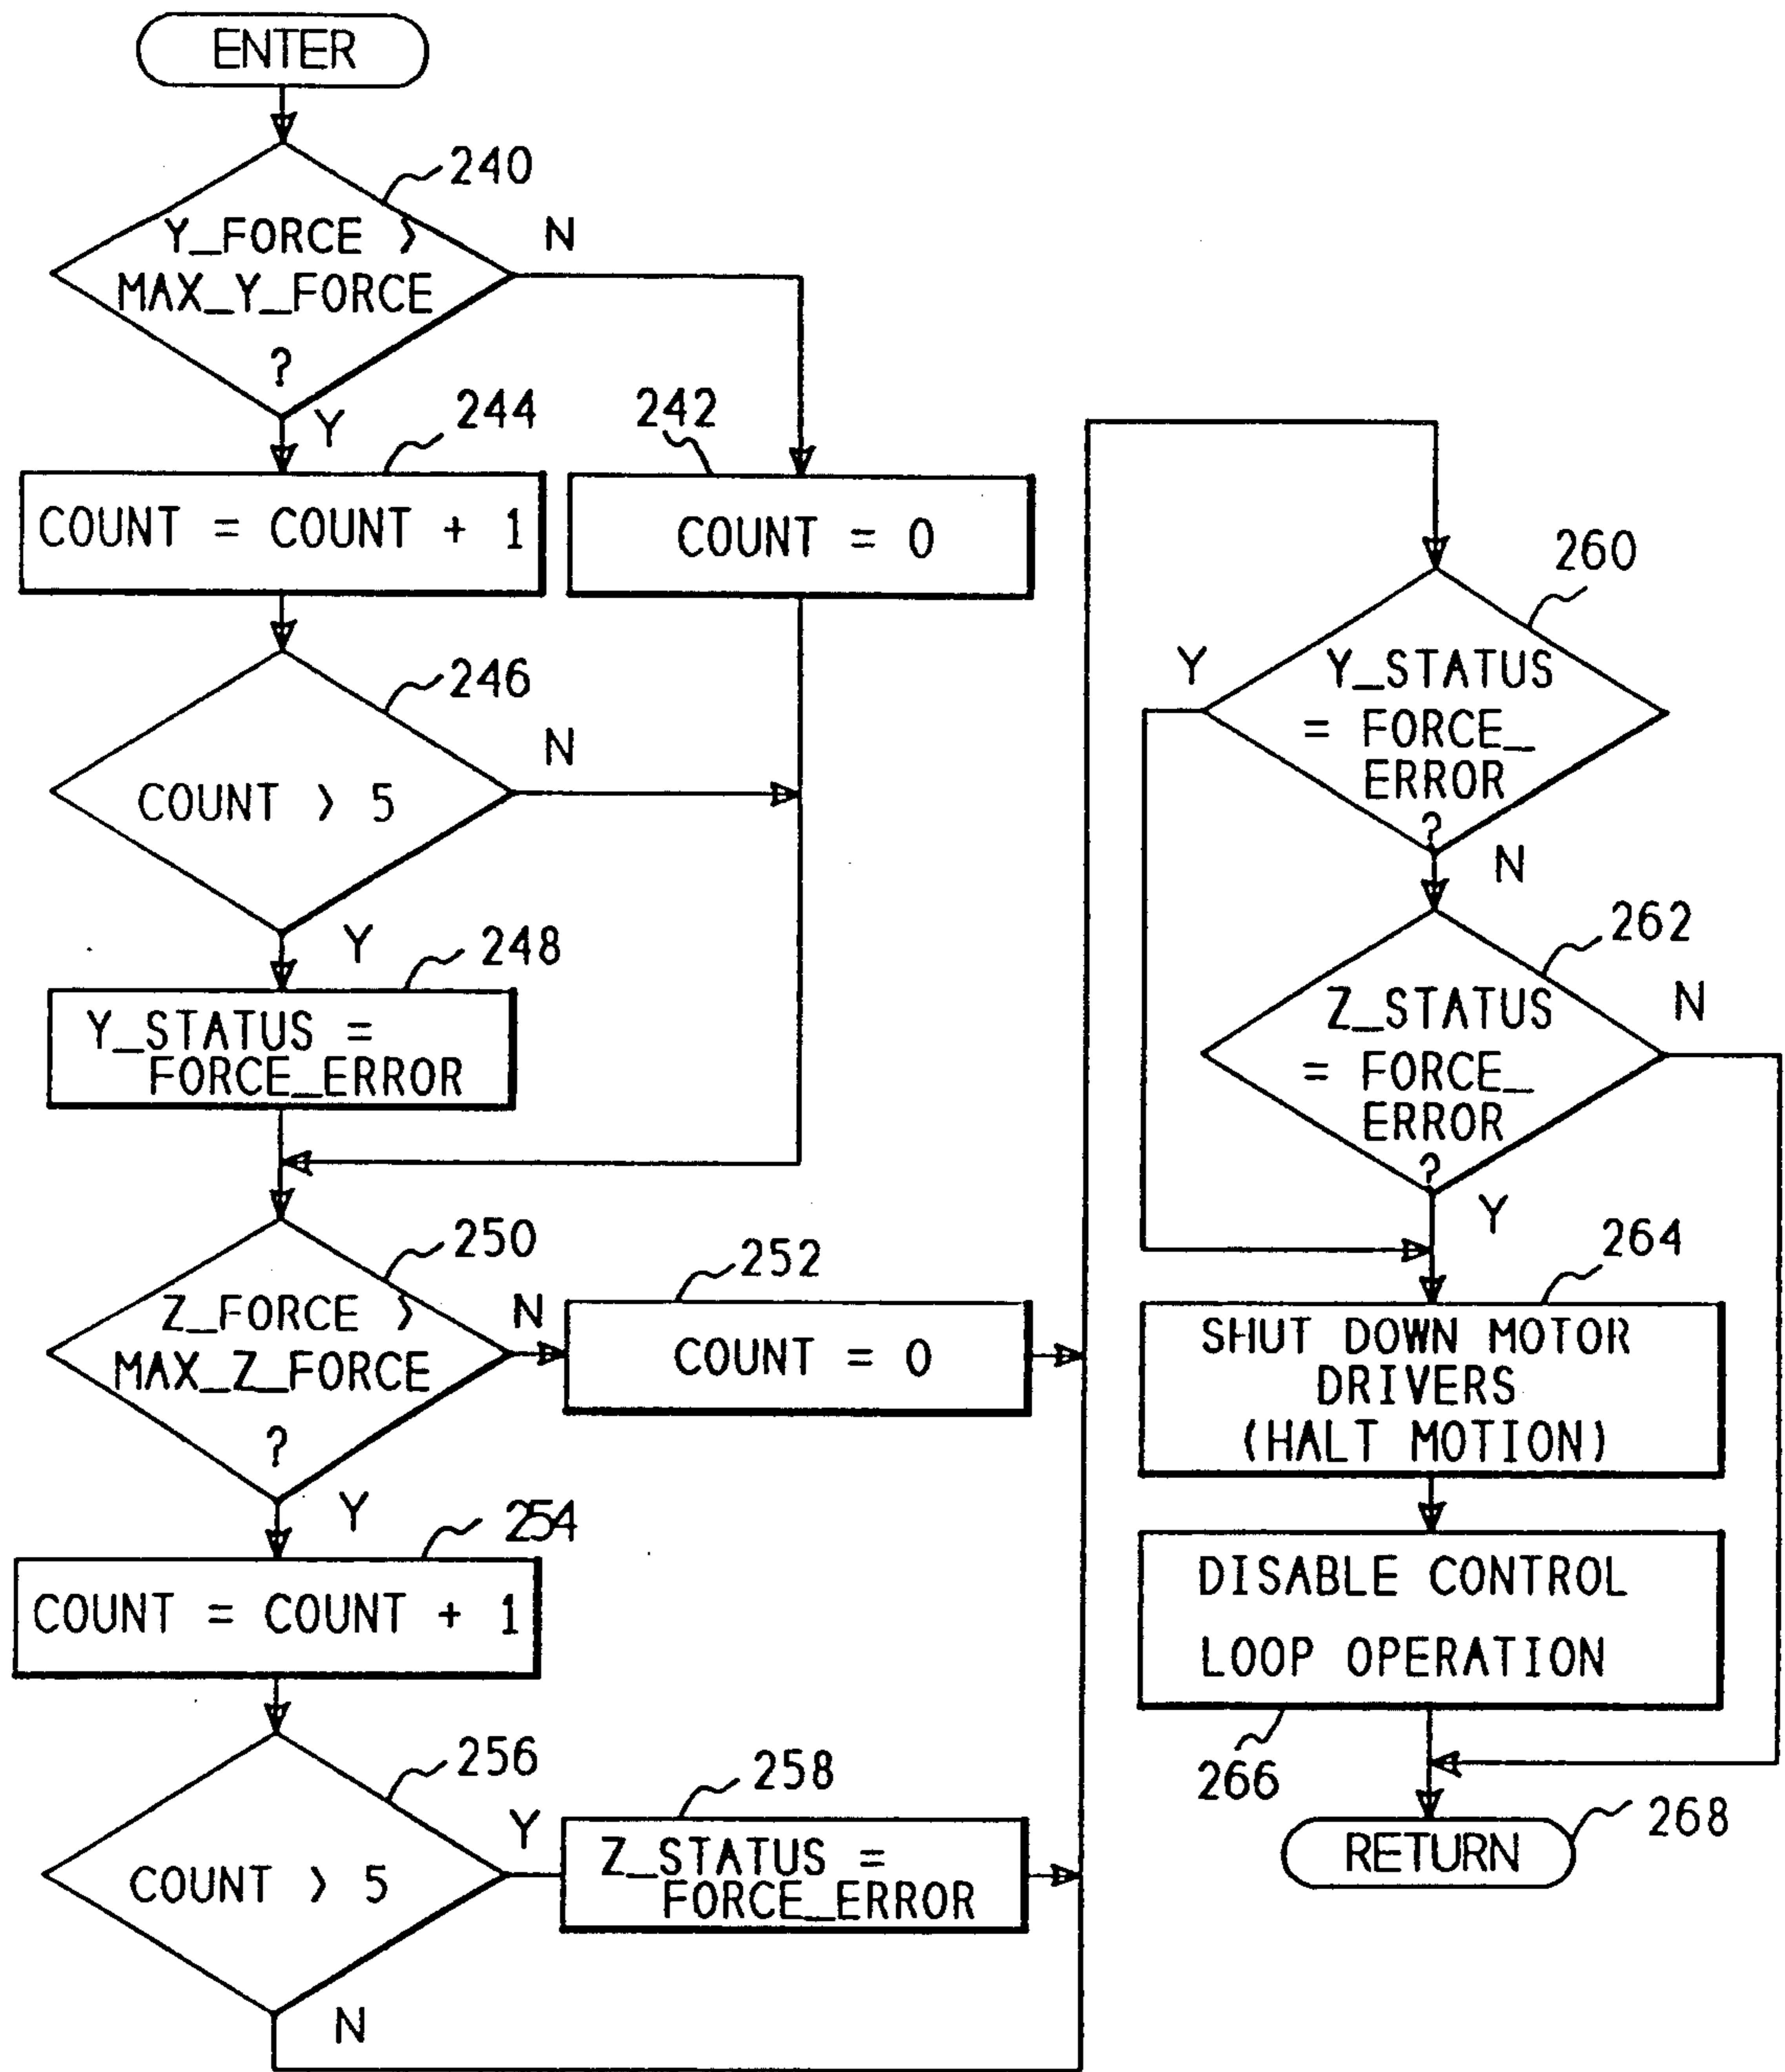 ENTER
240
Y_FORCE >
MAX_Y_FORCE
?
N
Y
244
COUNT = COUNT + 1
242
COUNT = 0
246
COUNT > 5
N
Y
248
Y_STATUS =
FORCE_ERROR
250
Z_FORCE >
MAX_Z_FORCE
?
N
252
COUNT = 0
Y
254
COUNT = COUNT + 1
256
COUNT > 5
Y
258
Z_STATUS =
FORCE_ERROR
N
260
Y
Y_STATUS
= FORCE_
ERROR
?
N
262
Z_STATUS
= FORCE_
ERROR
?
N
Y
264
SHUT DOWN MOTOR
DRIVERS
(HALT MOTION)
DISABLE CONTROL
LOOP OPERATION
266
RETURN
268